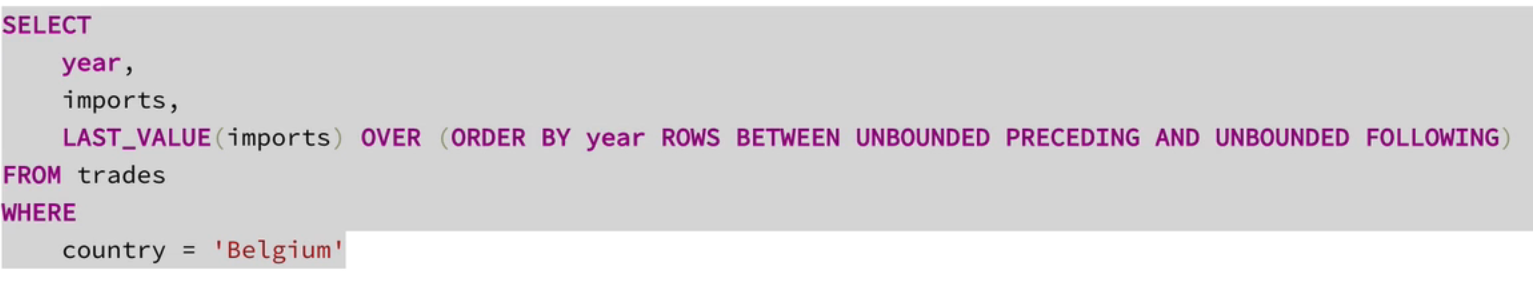 SELECT
    year,
    imports,
    LAST_VALUE(imports) OVER (ORDER BY year ROWS BETWEEN UNBOUNDED PRECEDING AND UNBOUNDED FOLLOWING)
FROM trades
WHERE
    country = 'Belgium'